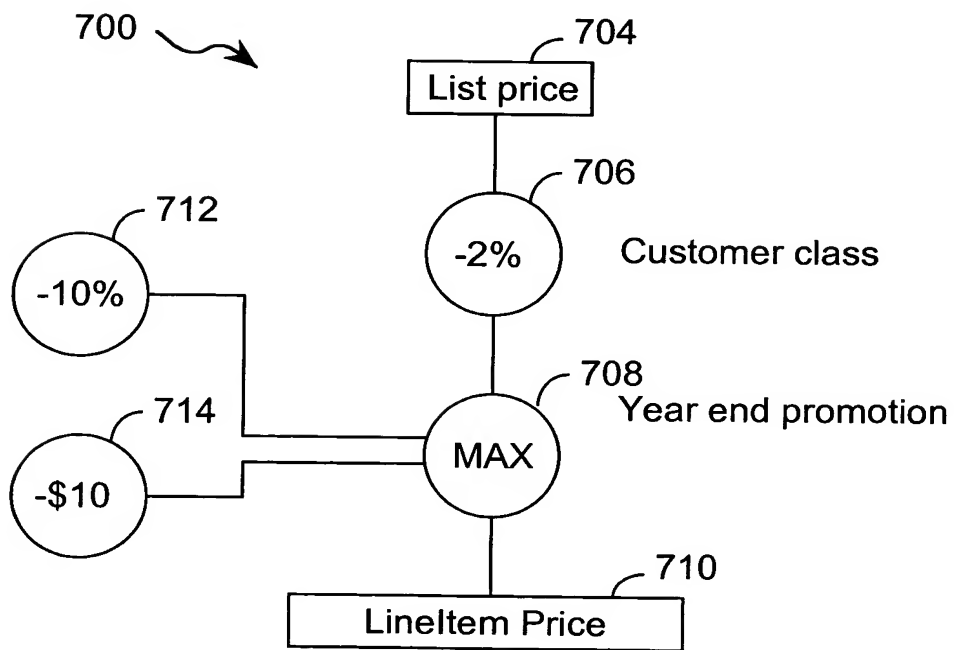 700
704
List price
706
712
-2%
Customer class
-10%
708
Year end promotion
714
MAX
-$10
710
LineItem Price